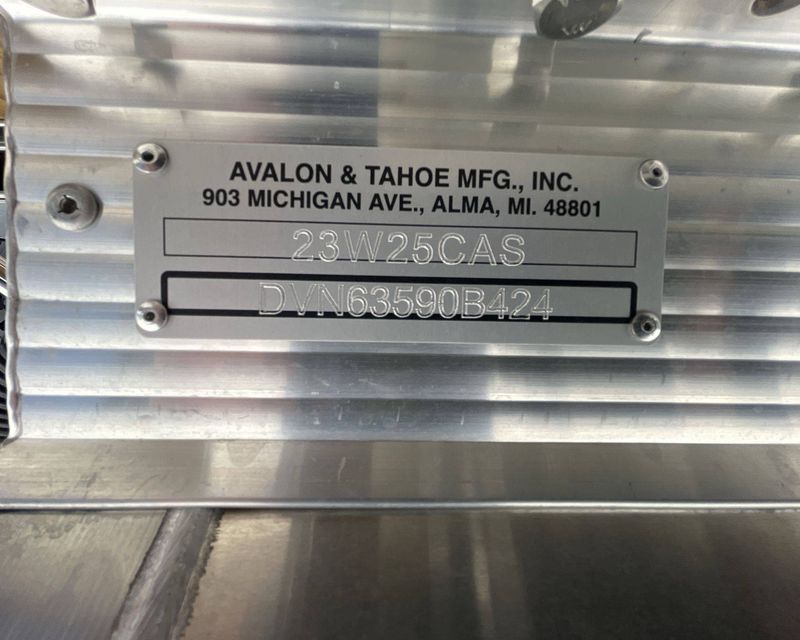 AVALON & TAHOE MFG., INC.
903 MICHIGAN AVE., ALMA, MI. 48801
23W25CAS
DVN63590B424